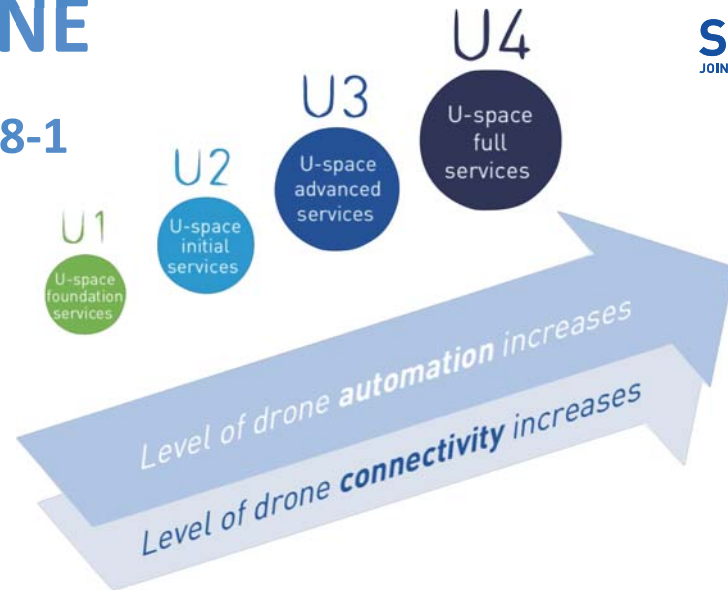 NE
S
JOIN
8-1
U4
U-space
full
services
U3
U-space
advanced
services
U2
U-space
initial
services
U1
U-space
foundation
services
Level of drone automation increases
Level of drone connectivity increases